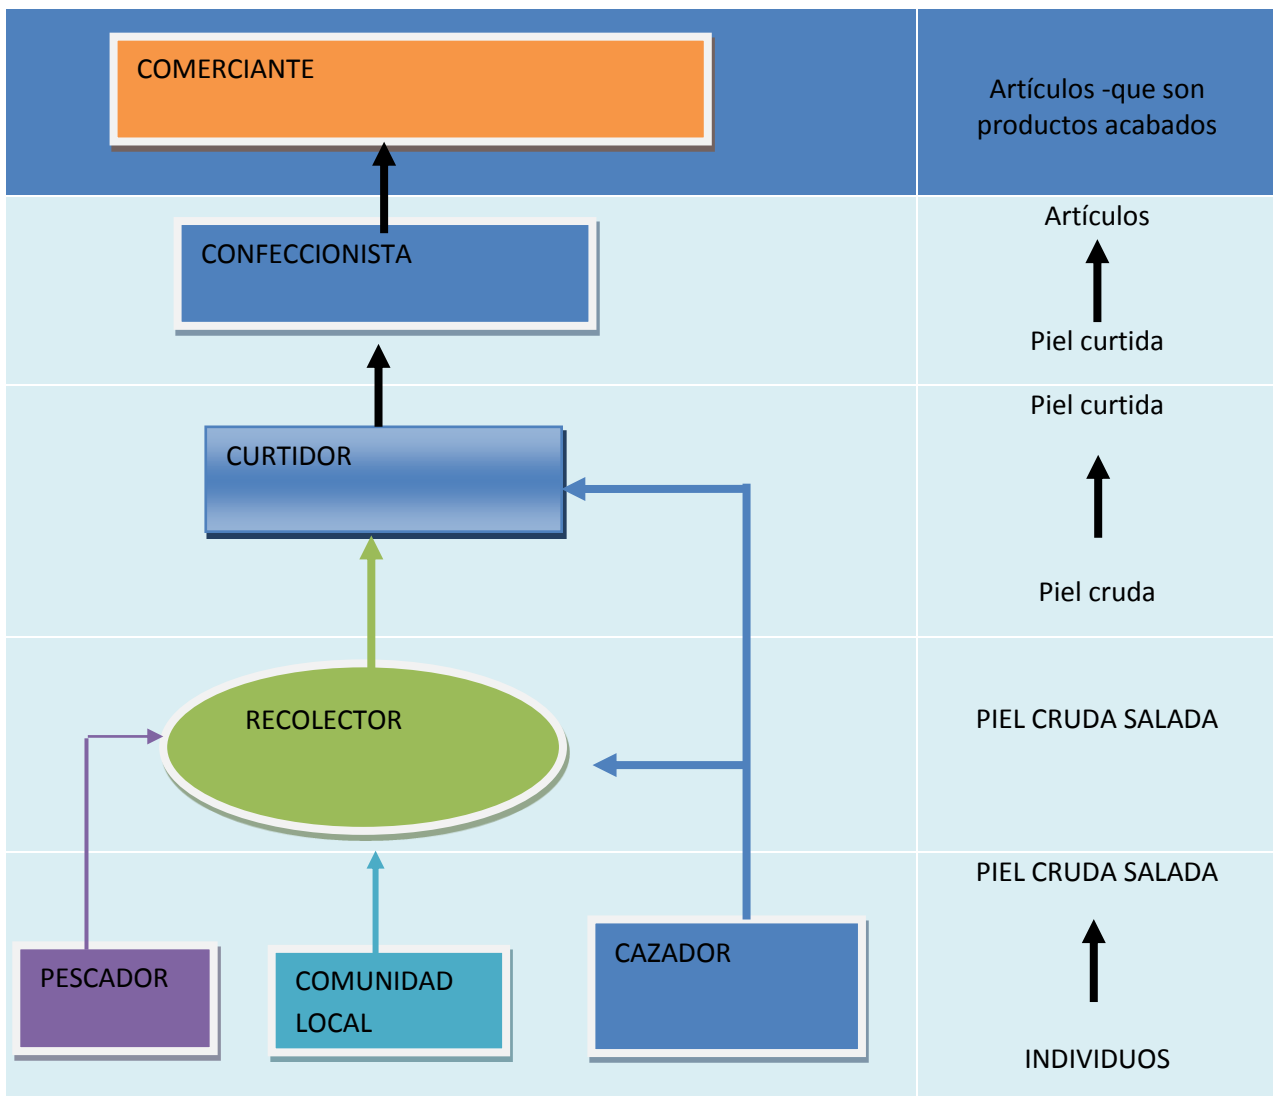 COMERCIANTE
Artículos -que son
productos acabados
CONFECCIONISTA
Artículos
Piel curtida
CURTIDOR
Piel curtida
Piel cruda
RECOLECTOR
PIEL CRUDA SALADA
PIEL CRUDA SALADA
PESCADOR
COMUNIDAD
LOCAL
CAZADOR
INDIVIDUOS